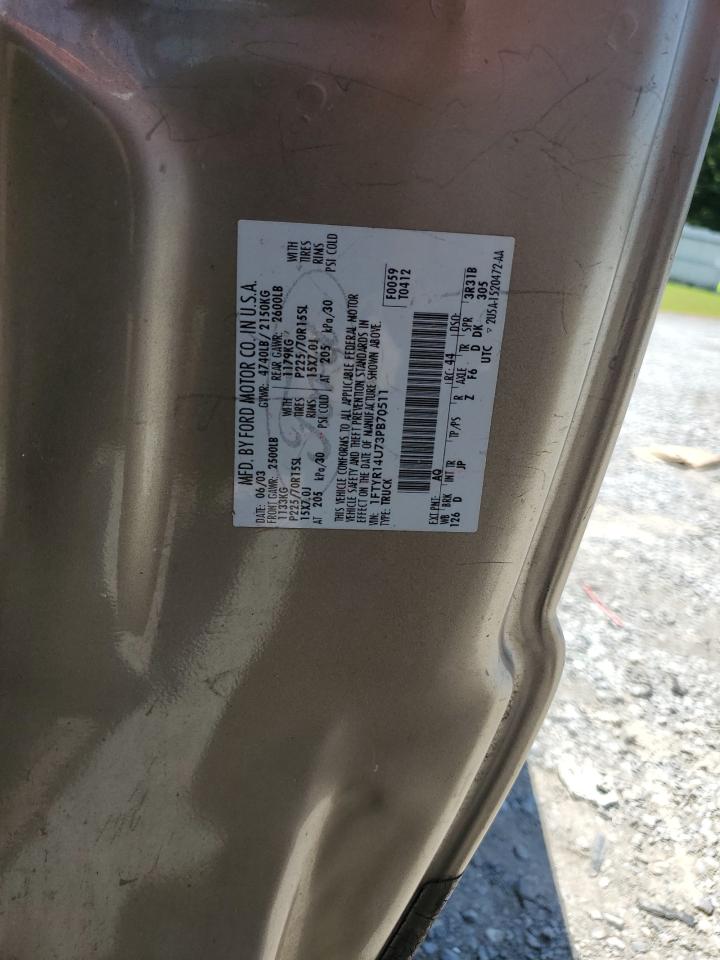 MFD. BY FORD MOTOR CO. IN U.S.A.
DATE: 06/03 GVWR: 4740LB / 2150KG
FRONT GAWR: 2500LB REAR GAWR: 2600LB
1133KG WITH 1179KG WITH
P225/70R15SL TIRES P225/70R15SL TIRES
15X7.0J RIMS 15X7.0J RIMS
AT 205 kPa/30 PSI COLD AT 205 kPa/30 PSI COLD
THIS VEHICLE CONFORMS TO ALL APPLICABLE FEDERAL MOTOR
VEHICLE SAFETY AND THEFT PREVENTION STANDARDS IN
EFFECT ON THE DATE OF MANUFACTURE SHOWN ABOVE.
VIN: 1FTYR14U73PB70511 F0059
TYPE: TRUCK T0412
EXT PNT: AQ RC: 44 DSO:
WB BRK INT TR TP/PS R AXLE TR SPR 3R31B
126 D JP Z F6 D DK 305
UTC ▽ 2U5A-1520472-AA